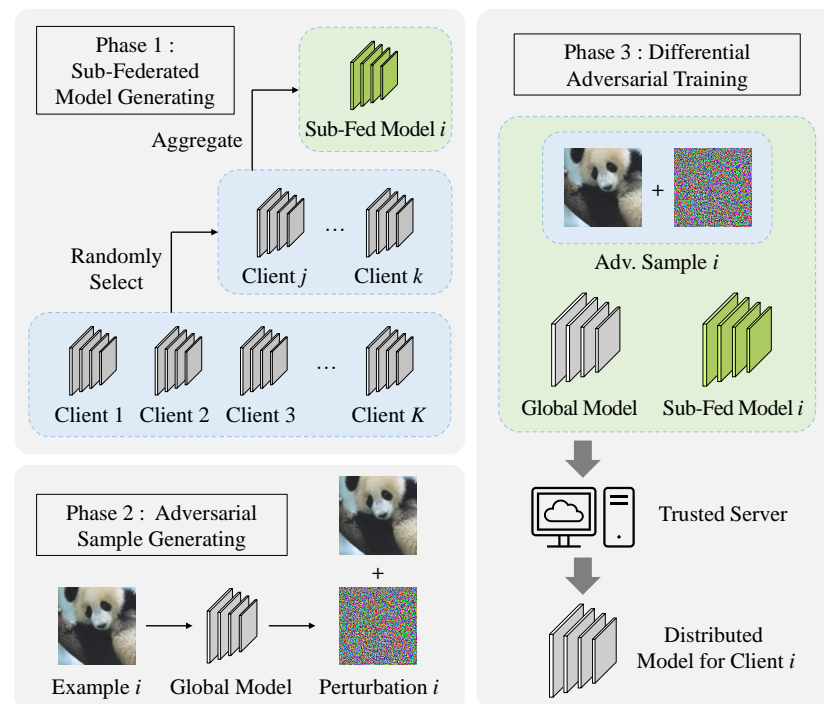 Phase 1 :
Sub-Federated
Model Generating
Sub-Fed Model i
Aggregate
...
Client j
Client k
Randomly
Select
...
Client 1
Client 2
Client 3
Client K
Phase 2 : Adversarial
Sample Generating
+
Example i
Global Model
Perturbation i
Phase 3 : Differential
Adversarial Training
+
Adv. Sample i
Global Model
Sub-Fed Model i
Trusted Server
Distributed
Model for Client i